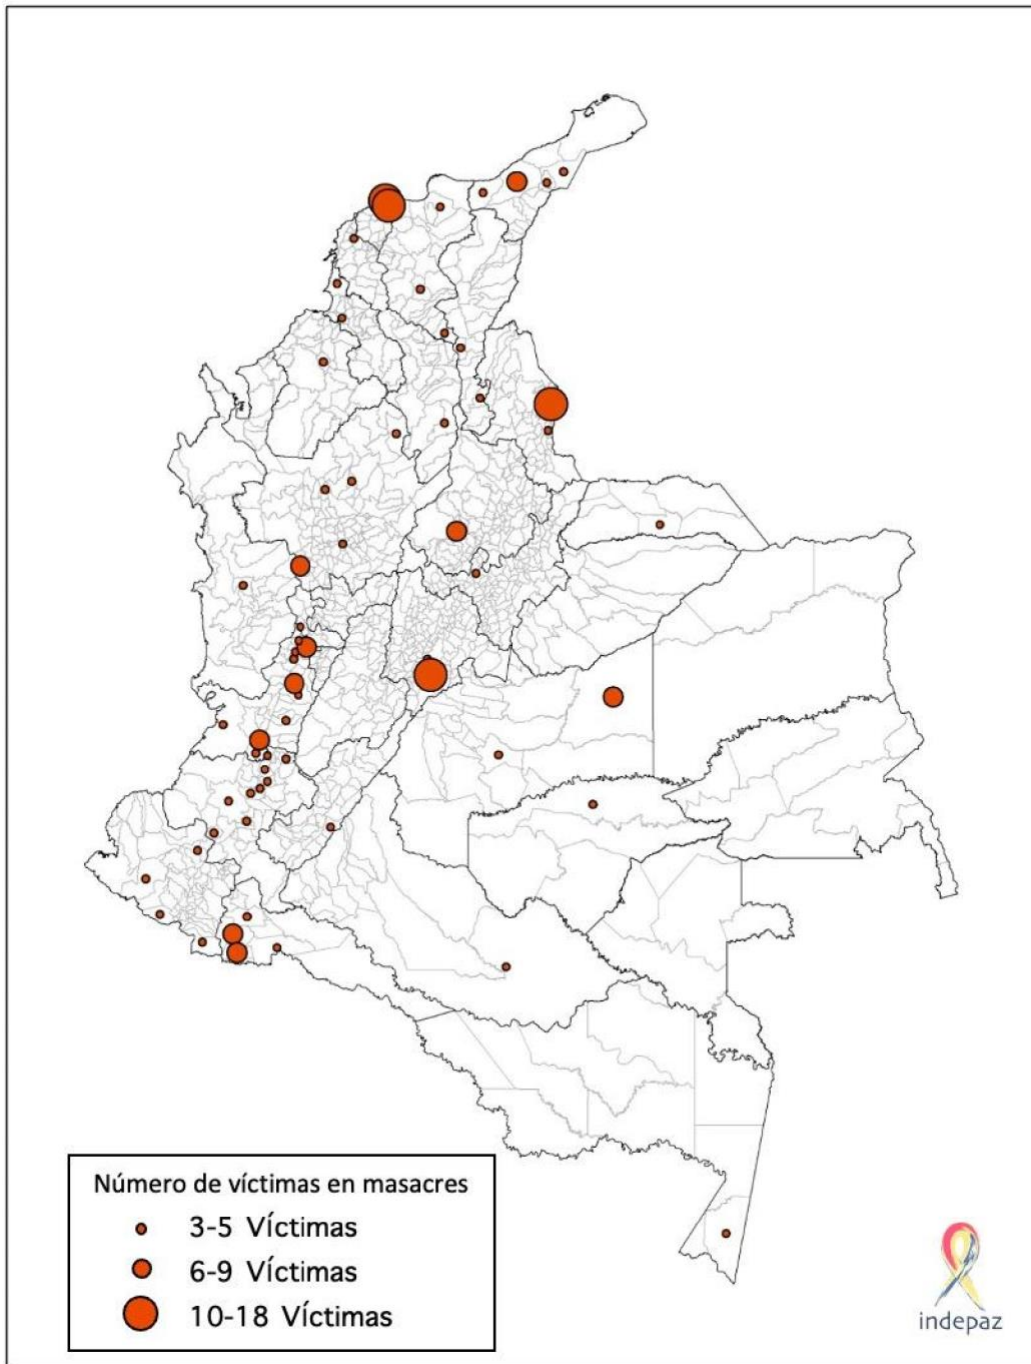 Número de víctimas en masacres
3-5 Víctimas
6-9 Víctimas
10-18 Víctimas
indepaz